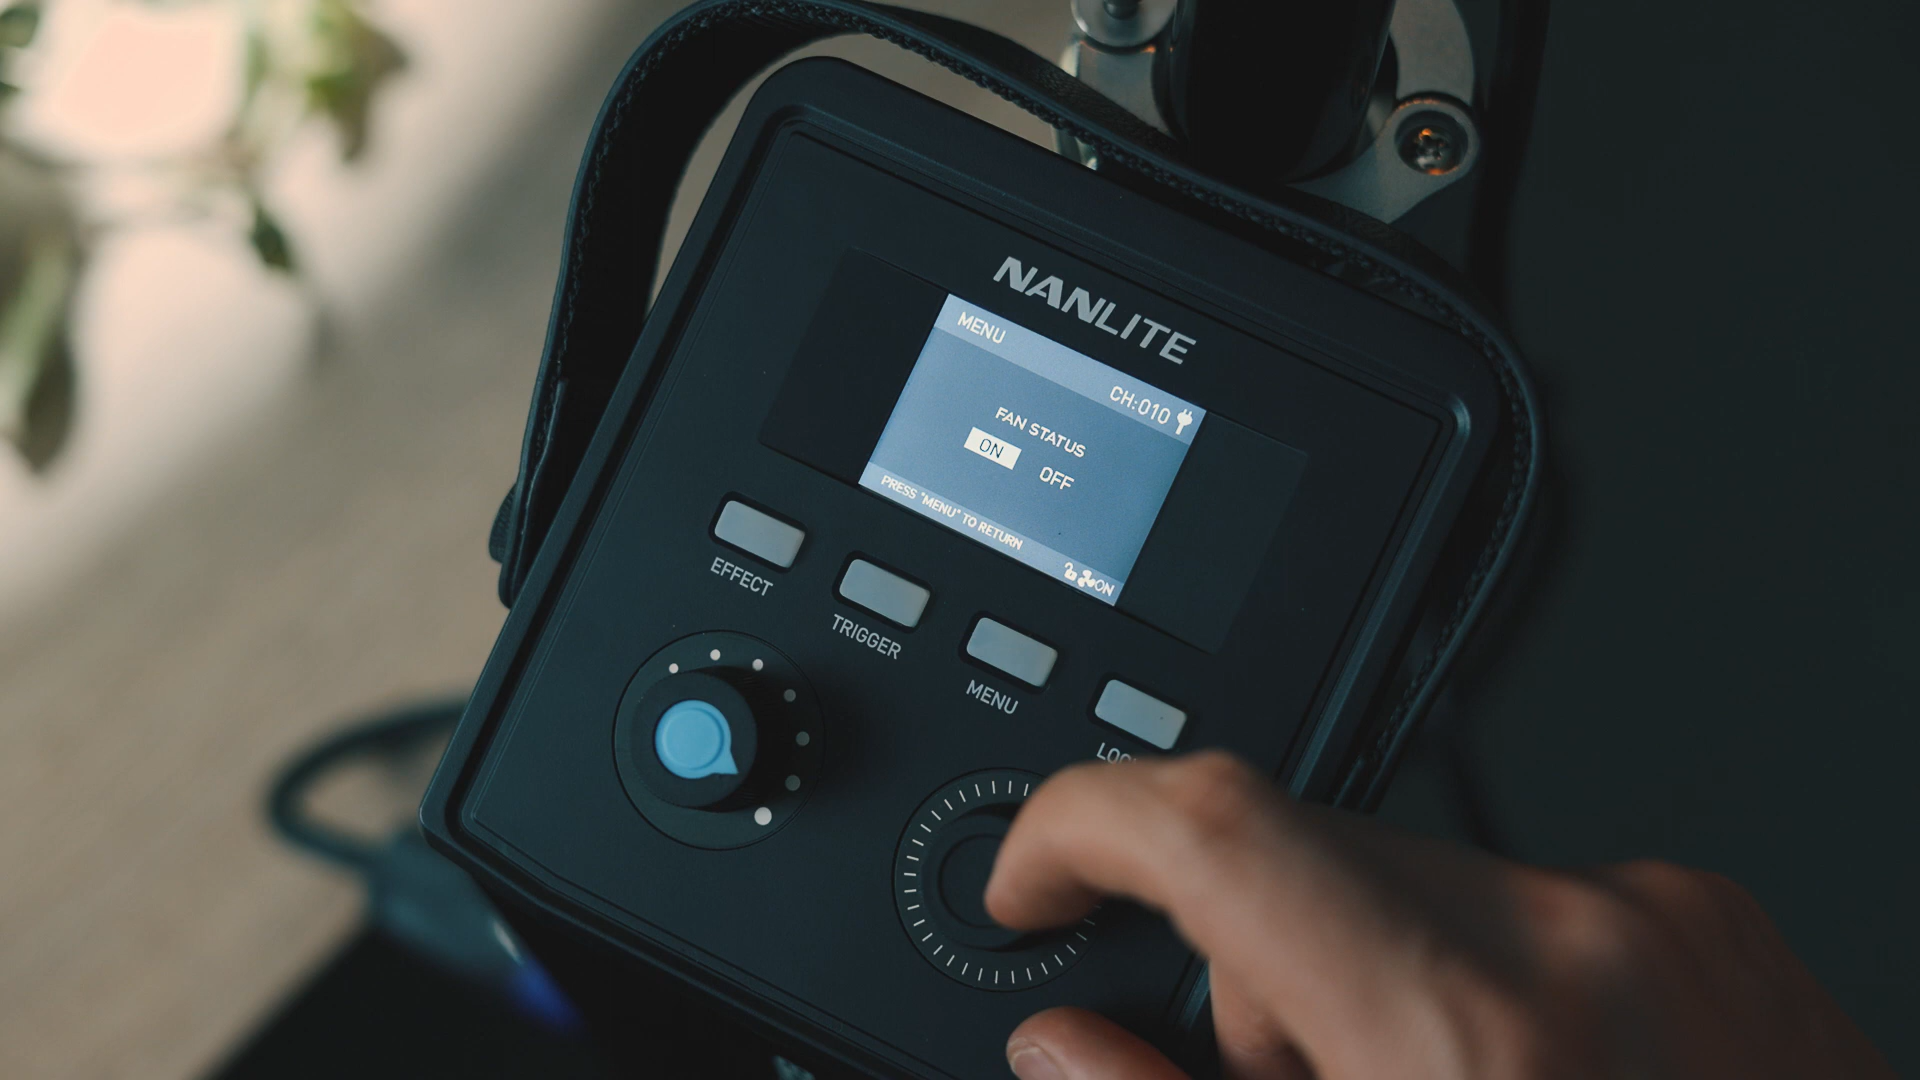 NANLITE
MENU
CH:010
FAN STATUS
ON OFF
PRESS "MENU" TO RETURN
ON
EFFECT
TRIGGER
MENU